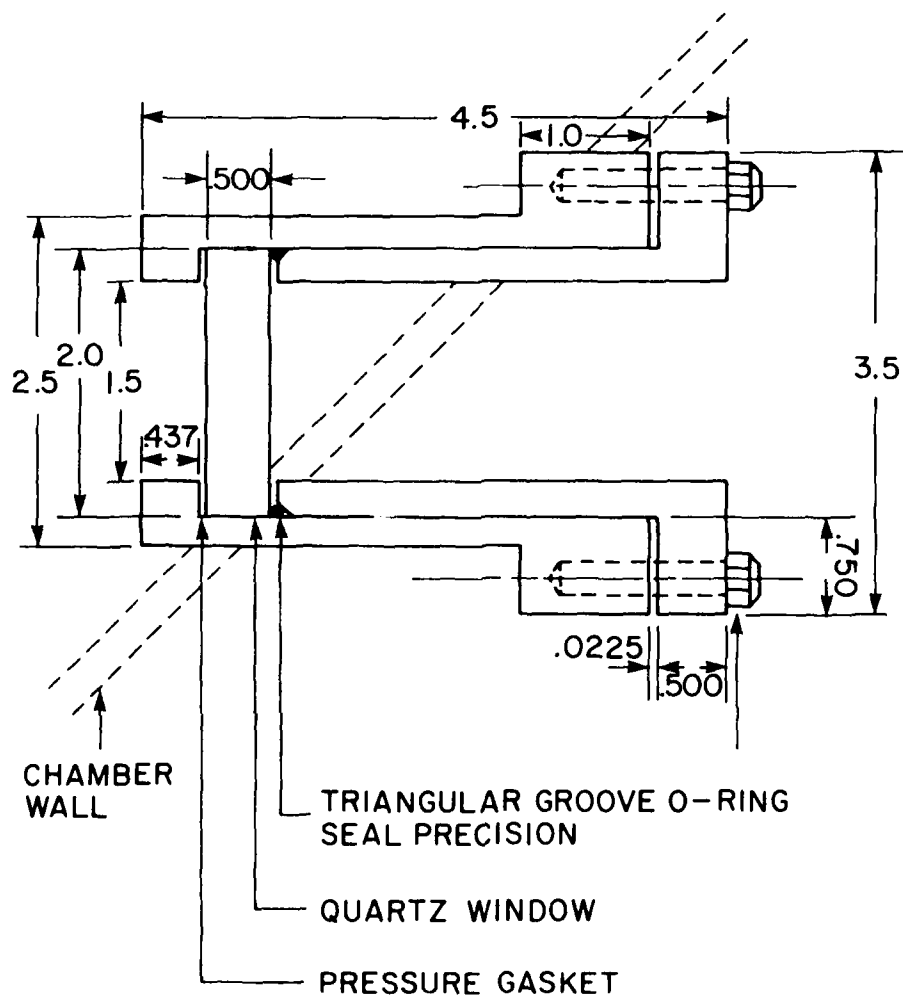 4.5
1.0
.500
2.5
2.0
1.5
3.5
.437
.750
.0225
.500
CHAMBER
WALL
TRIANGULAR GROOVE O-RING
SEAL PRECISION
QUARTZ WINDOW
PRESSURE GASKET